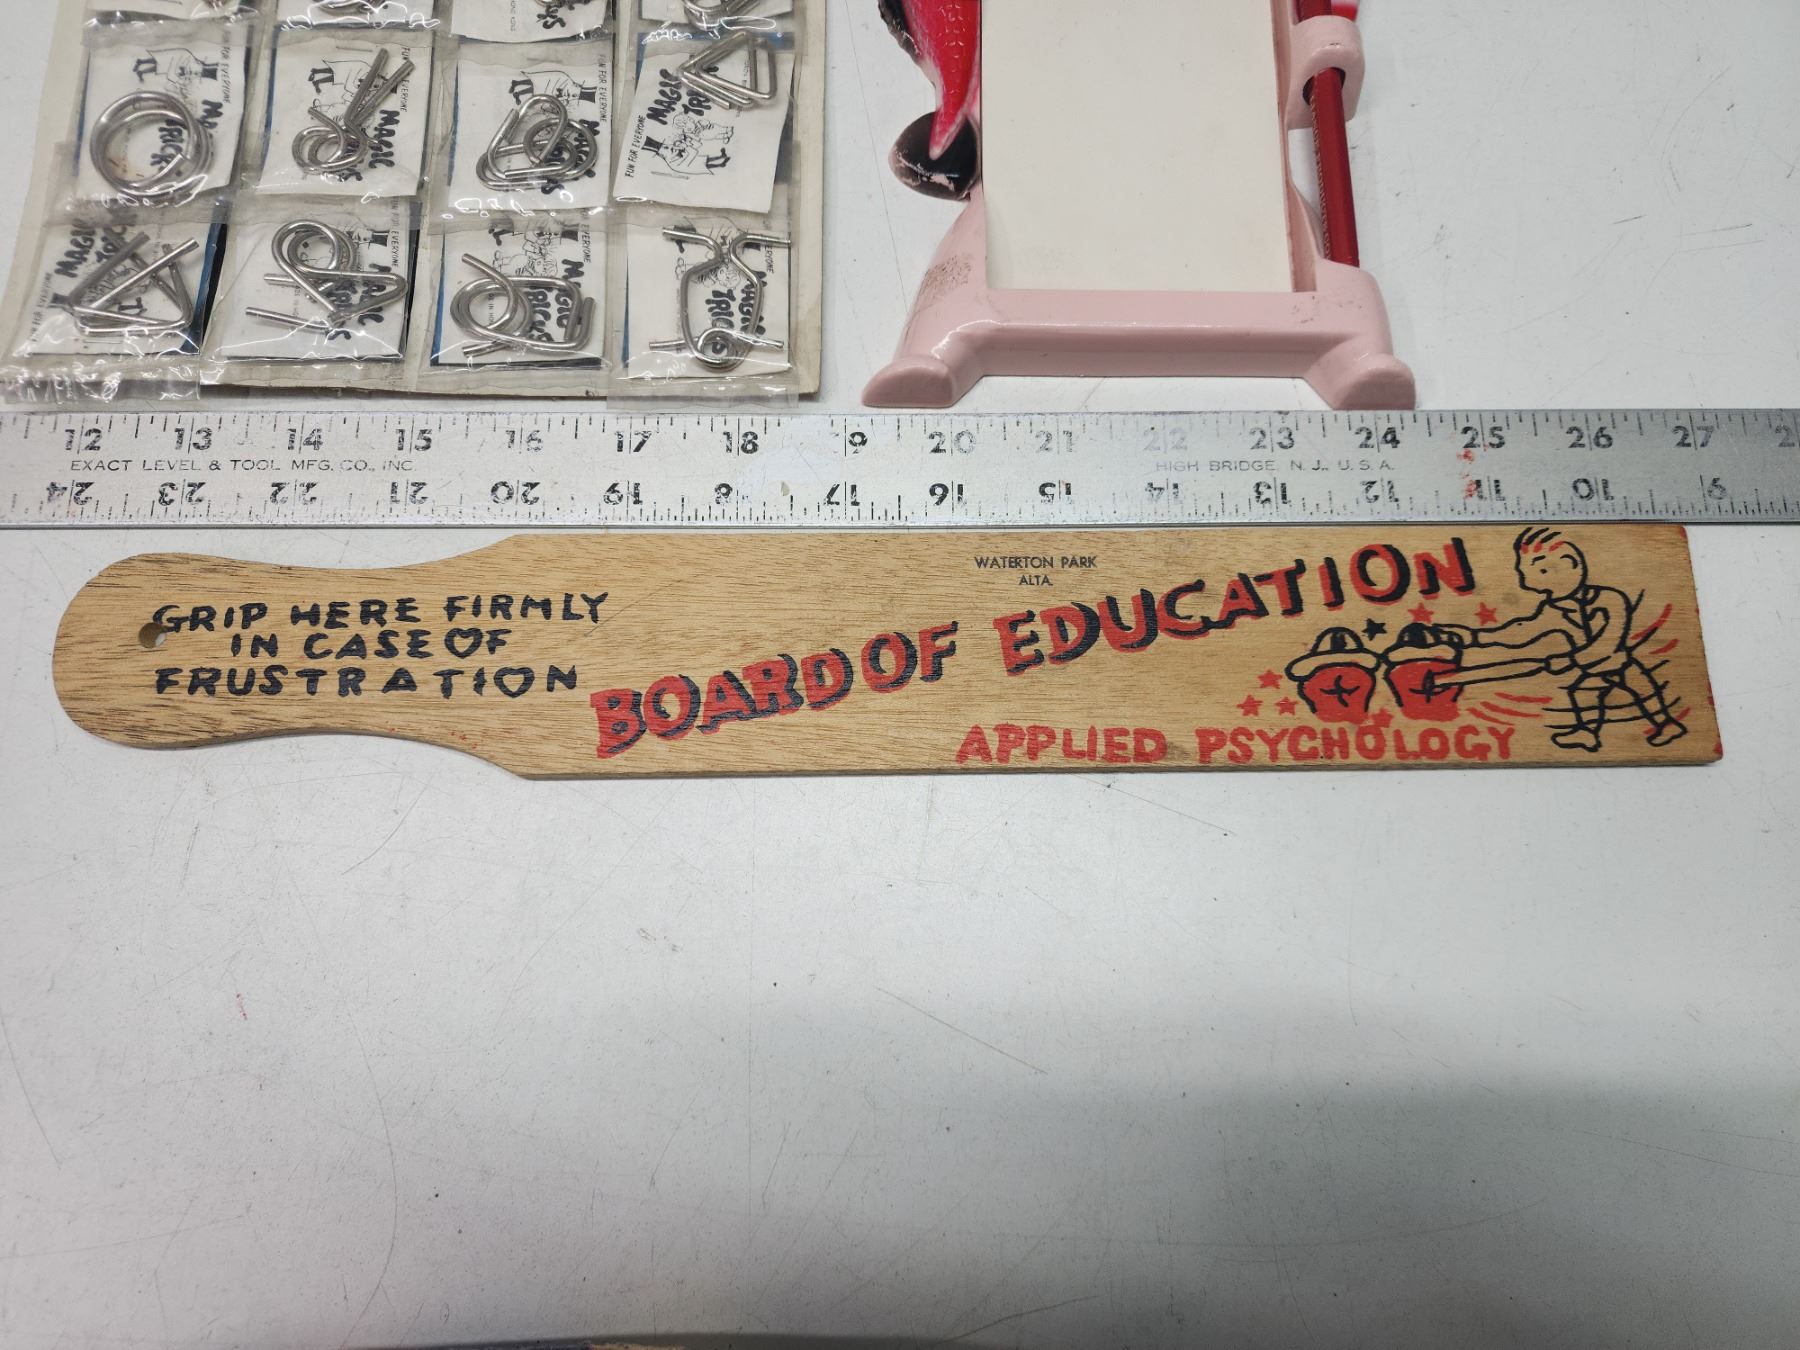 FUN FOR EVERYONE
MAGIC
TRICKS
12 13 14 15 16 17 18 19 20 21 22 23 24 25 26 27
EXACT LEVEL & TOOL MFG. CO., INC. HIGH BRIDGE, N. J., U. S. A.
24 23 22 21 20 19 18 17 16 15 14 13 12 11 10 9
GRIP HERE FIRMLY
IN CASE OF
FRUSTRATION
WATERTON PARK
ALTA.
BOARD OF EDUCATION
APPLIED PSYCHOLOGY